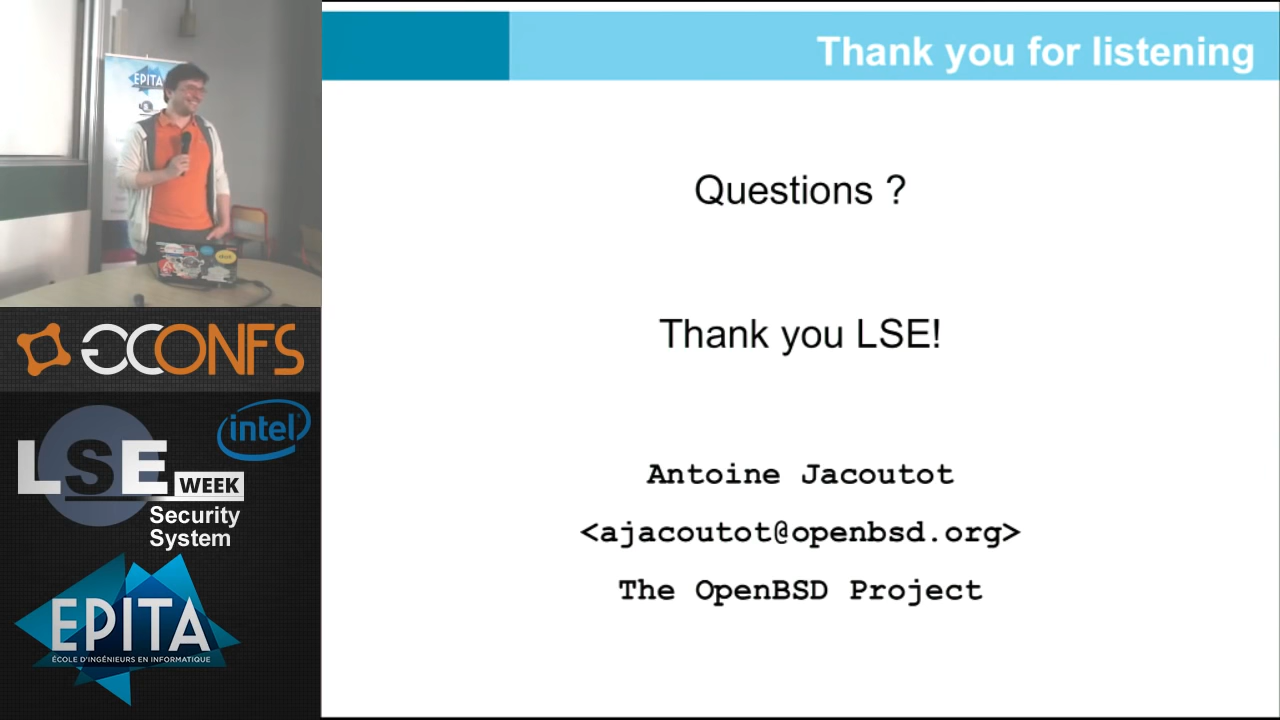 EPITA
Thank you for listening
Questions ?
Thank you LSE!
Antoine Jacoutot
<ajacoutot@openbsd.org>
The OpenBSD Project
GCONFS
intel
LSE
WEEK
Security
System
EPITA
ÉCOLE D'INGÉNIEURS EN INFORMATIQUE